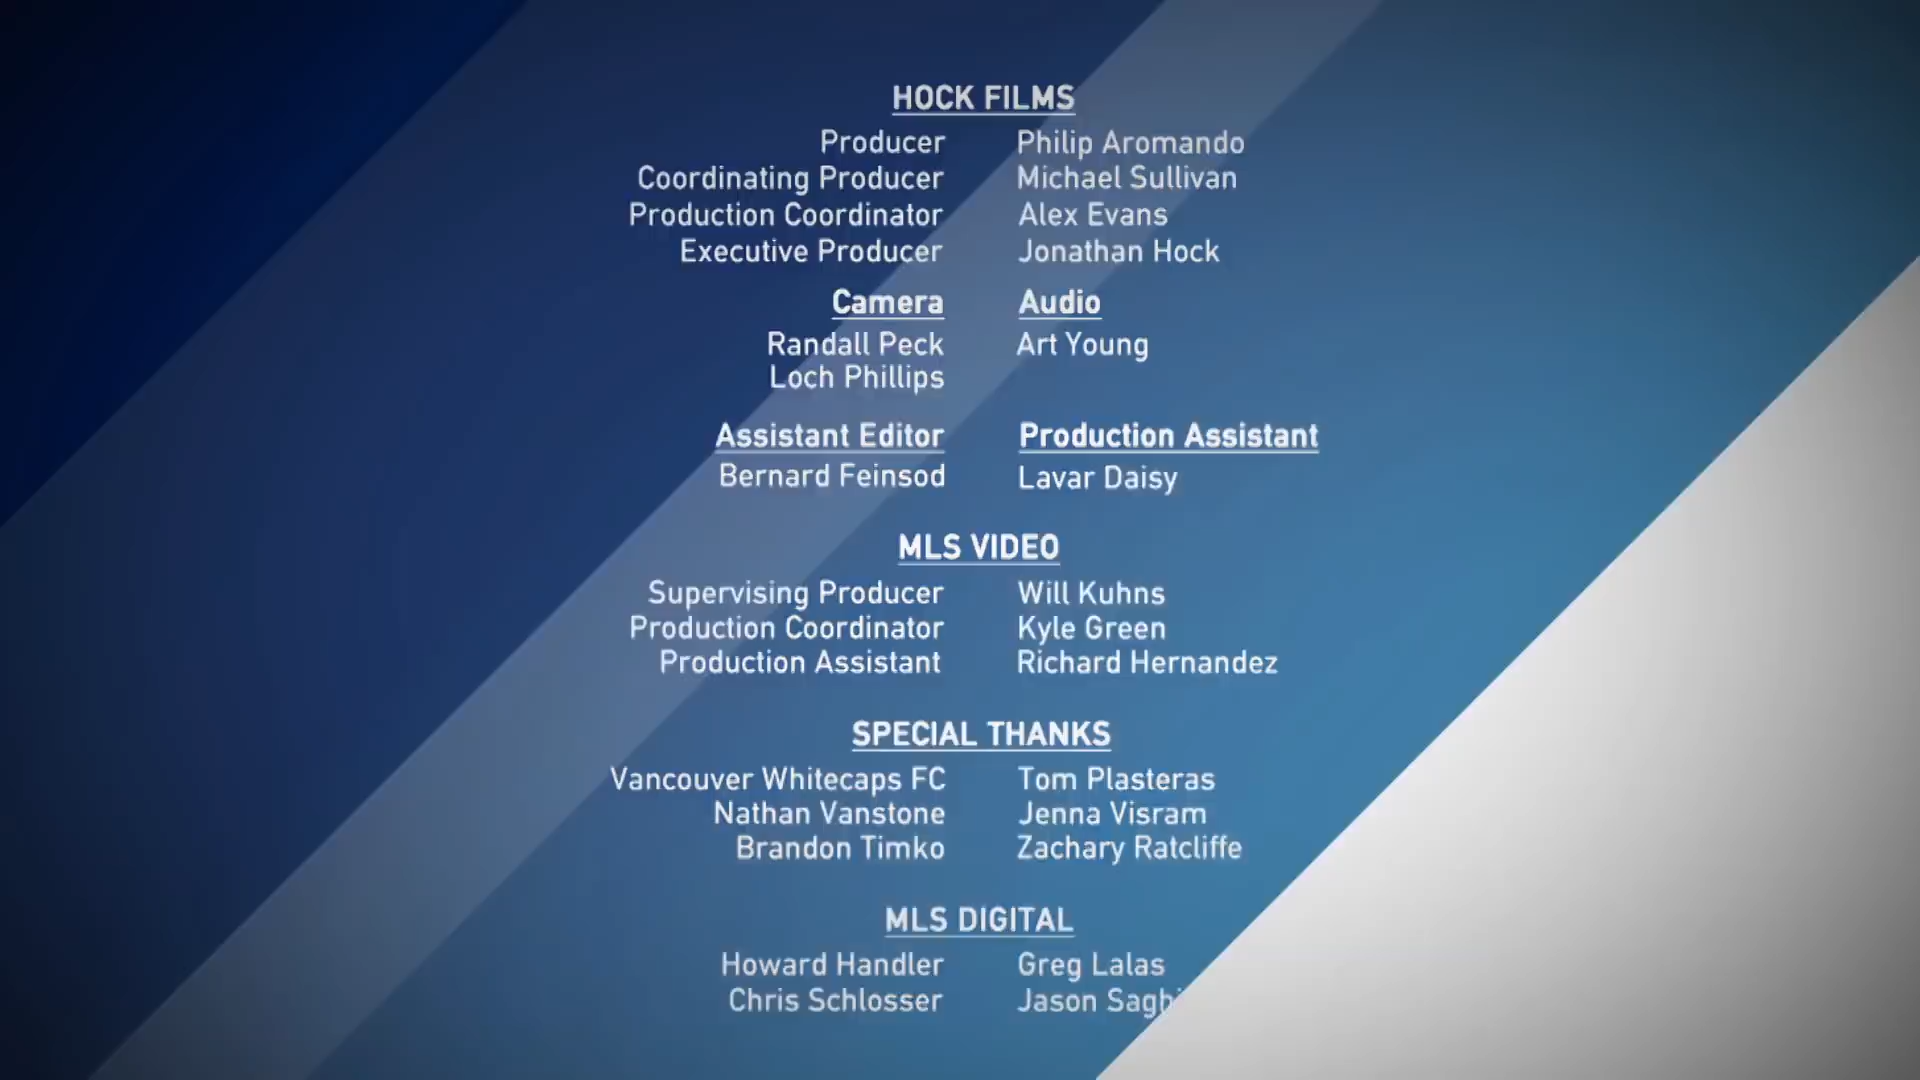 HOCK FILMS
Producer Philip Aromando
Coordinating Producer Michael Sullivan
Production Coordinator Alex Evans
Executive Producer Jonathan Hock
Camera Audio
Randall Peck Art Young
Loch Phillips
Assistant Editor Production Assistant
Bernard Feinsod Lavar Daisy
MLS VIDEO
Supervising Producer Will Kuhns
Production Coordinator Kyle Green
Production Assistant Richard Hernandez
SPECIAL THANKS
Vancouver Whitecaps FC Tom Plasteras
Nathan Vanstone Jenna Visram
Brandon Timko Zachary Ratcliffe
MLS DIGITAL
Howard Handler Greg Lalas
Chris Schlosser Jason